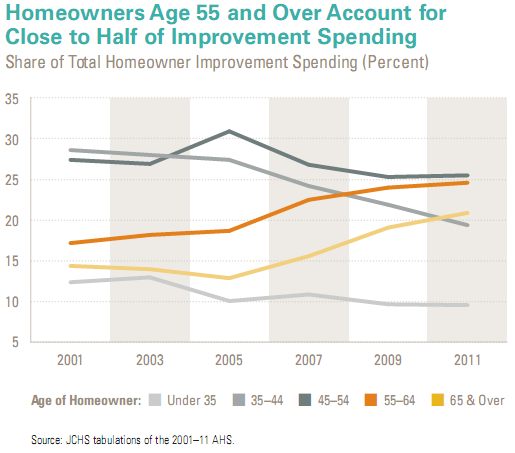 Homeowners Age 55 and Over Account for
Close to Half of Improvement Spending
Share of Total Homeowner Improvement Spending (Percent)
35
30
25
20
15
10
5
2001 2003 2005 2007 2009 2011
Age of Homeowner: Under 35 35–44 45–54 55–64 65 & Over
Source: JCHS tabulations of the 2001–11 AHS.